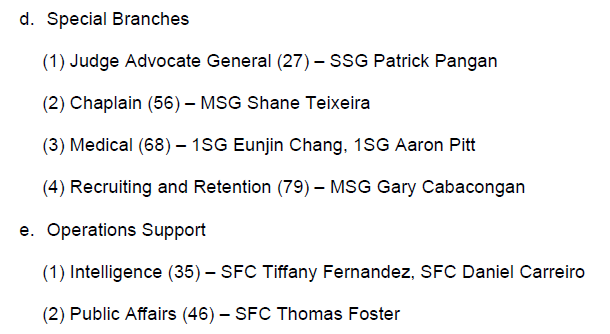 d. Special Branches
(1) Judge Advocate General (27) – SSG Patrick Pangan
(2) Chaplain (56) – MSG Shane Teixeira
(3) Medical (68) – 1SG Eunjin Chang, 1SG Aaron Pitt
(4) Recruiting and Retention (79) – MSG Gary Cabacongan
e. Operations Support
(1) Intelligence (35) – SFC Tiffany Fernandez, SFC Daniel Carreiro
(2) Public Affairs (46) – SFC Thomas Foster